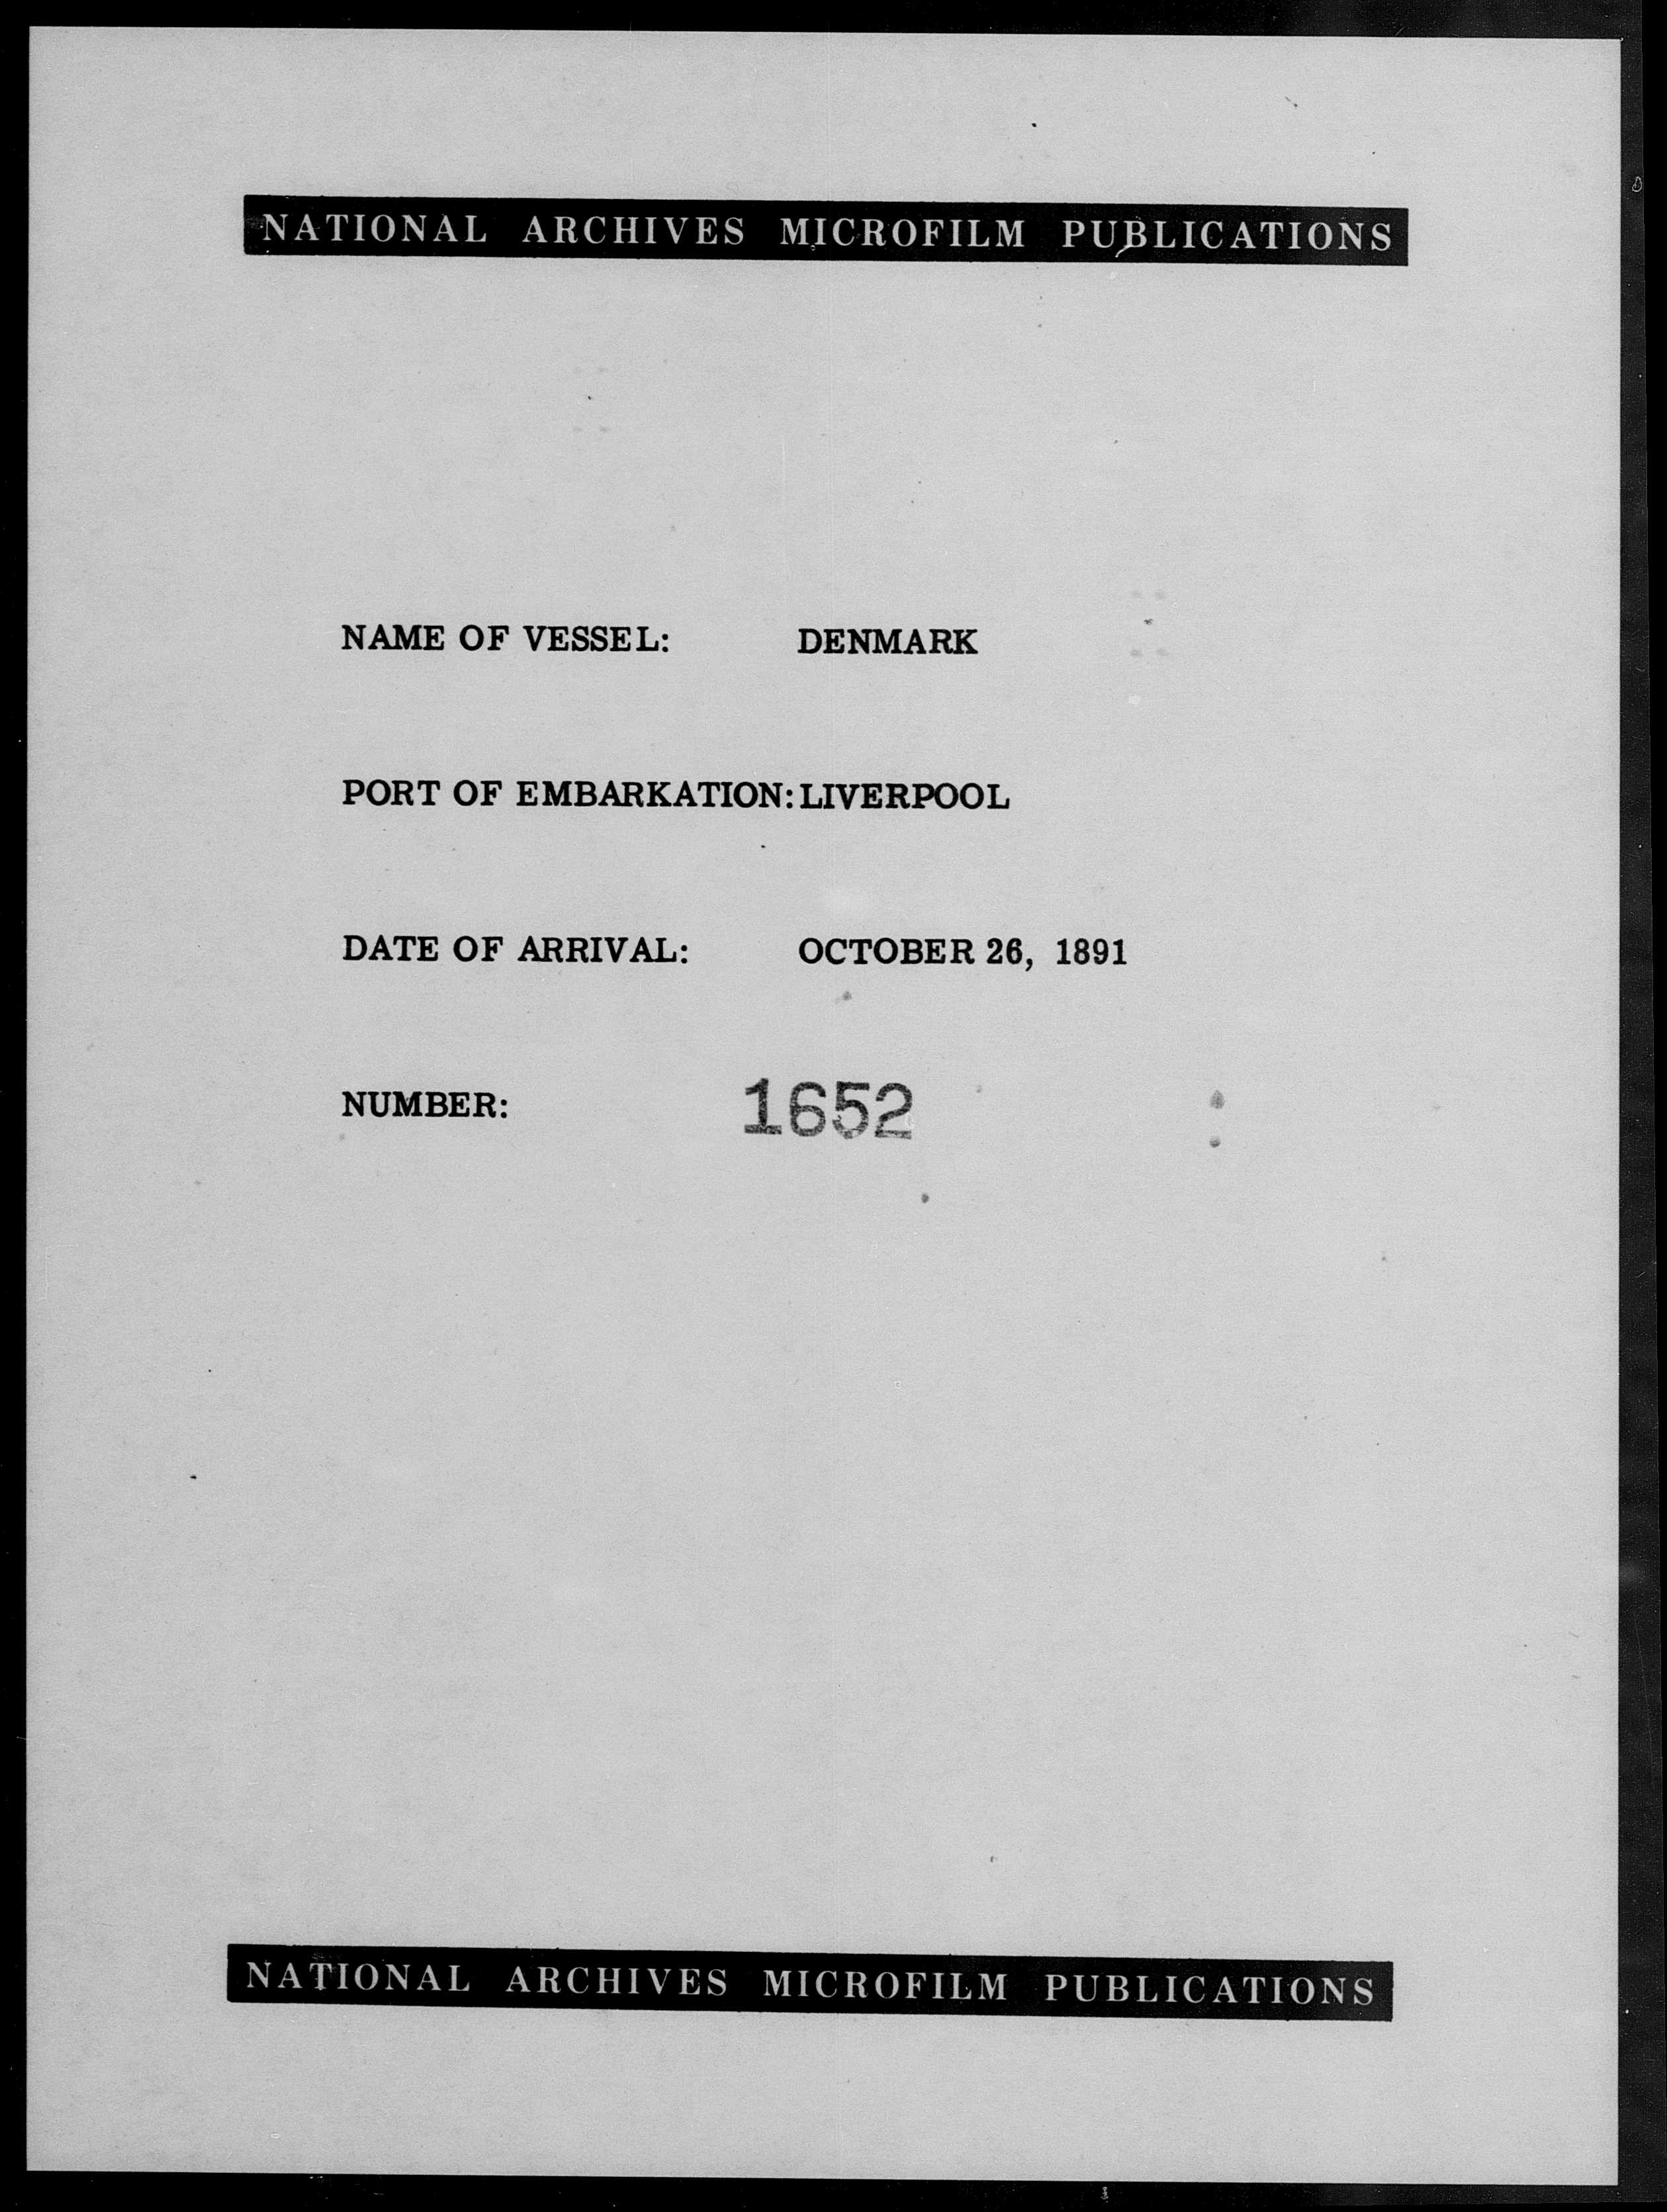 NATIONAL ARCHIVES MICROFILM PUBLICATIONS
NAME OF VESSEL: DENMARK
PORT OF EMBARKATION: LIVERPOOL
DATE OF ARRIVAL: OCTOBER 26, 1891
NUMBER: 1652
NATIONAL ARCHIVES MICROFILM PUBLICATIONS